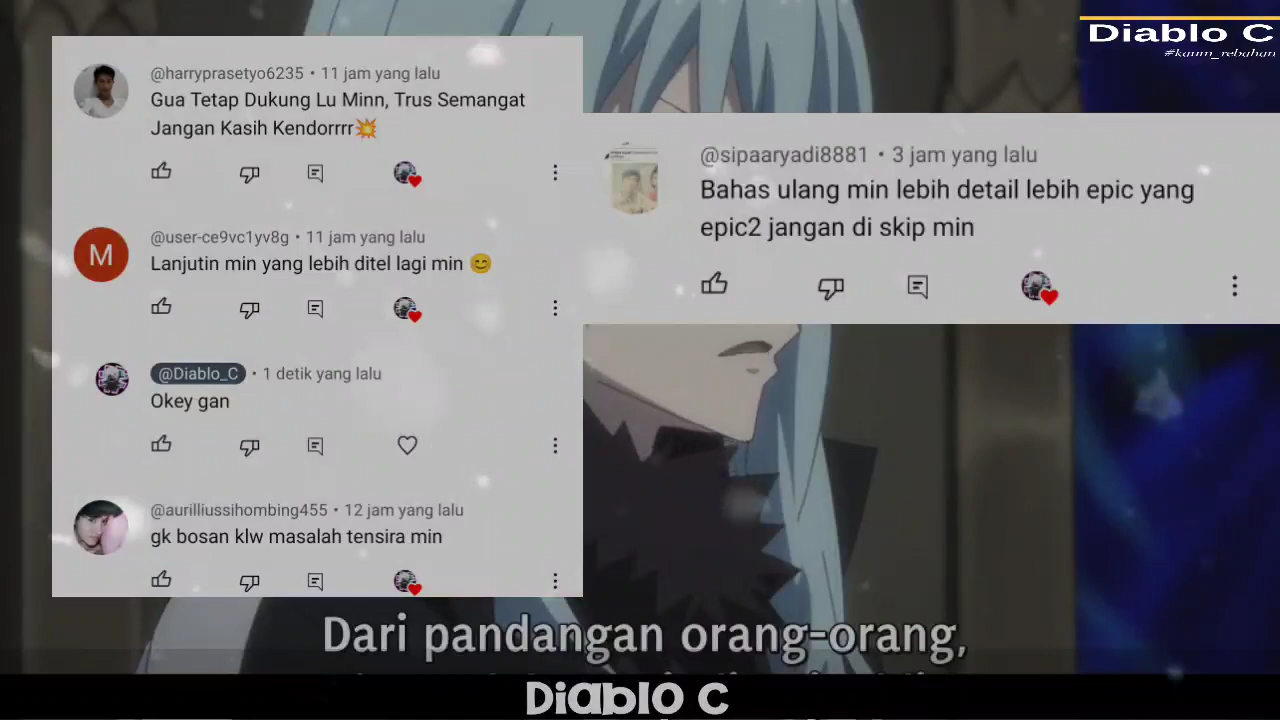 Diablo C
#kaum_rebahan
@harryprasetyo6235 • 11 jam yang lalu
Gua Tetap Dukung Lu Minn, Trus Semangat
Jangan Kasih Kendorrrr💥
@user-ce9vc1yv8g • 11 jam yang lalu
M
Lanjutin min yang lebih ditel lagi min 😊
@Diablo_C • 1 detik yang lalu
Okey gan
@aurilliussihombing455 • 12 jam yang lalu
gk bosan klw masalah tensira min
@sipaaryadi8881 • 3 jam yang lalu
Bahas ulang min lebih detail lebih epic yang
epic2 jangan di skip min
Dari pandangan orang-orang,
Diablo C